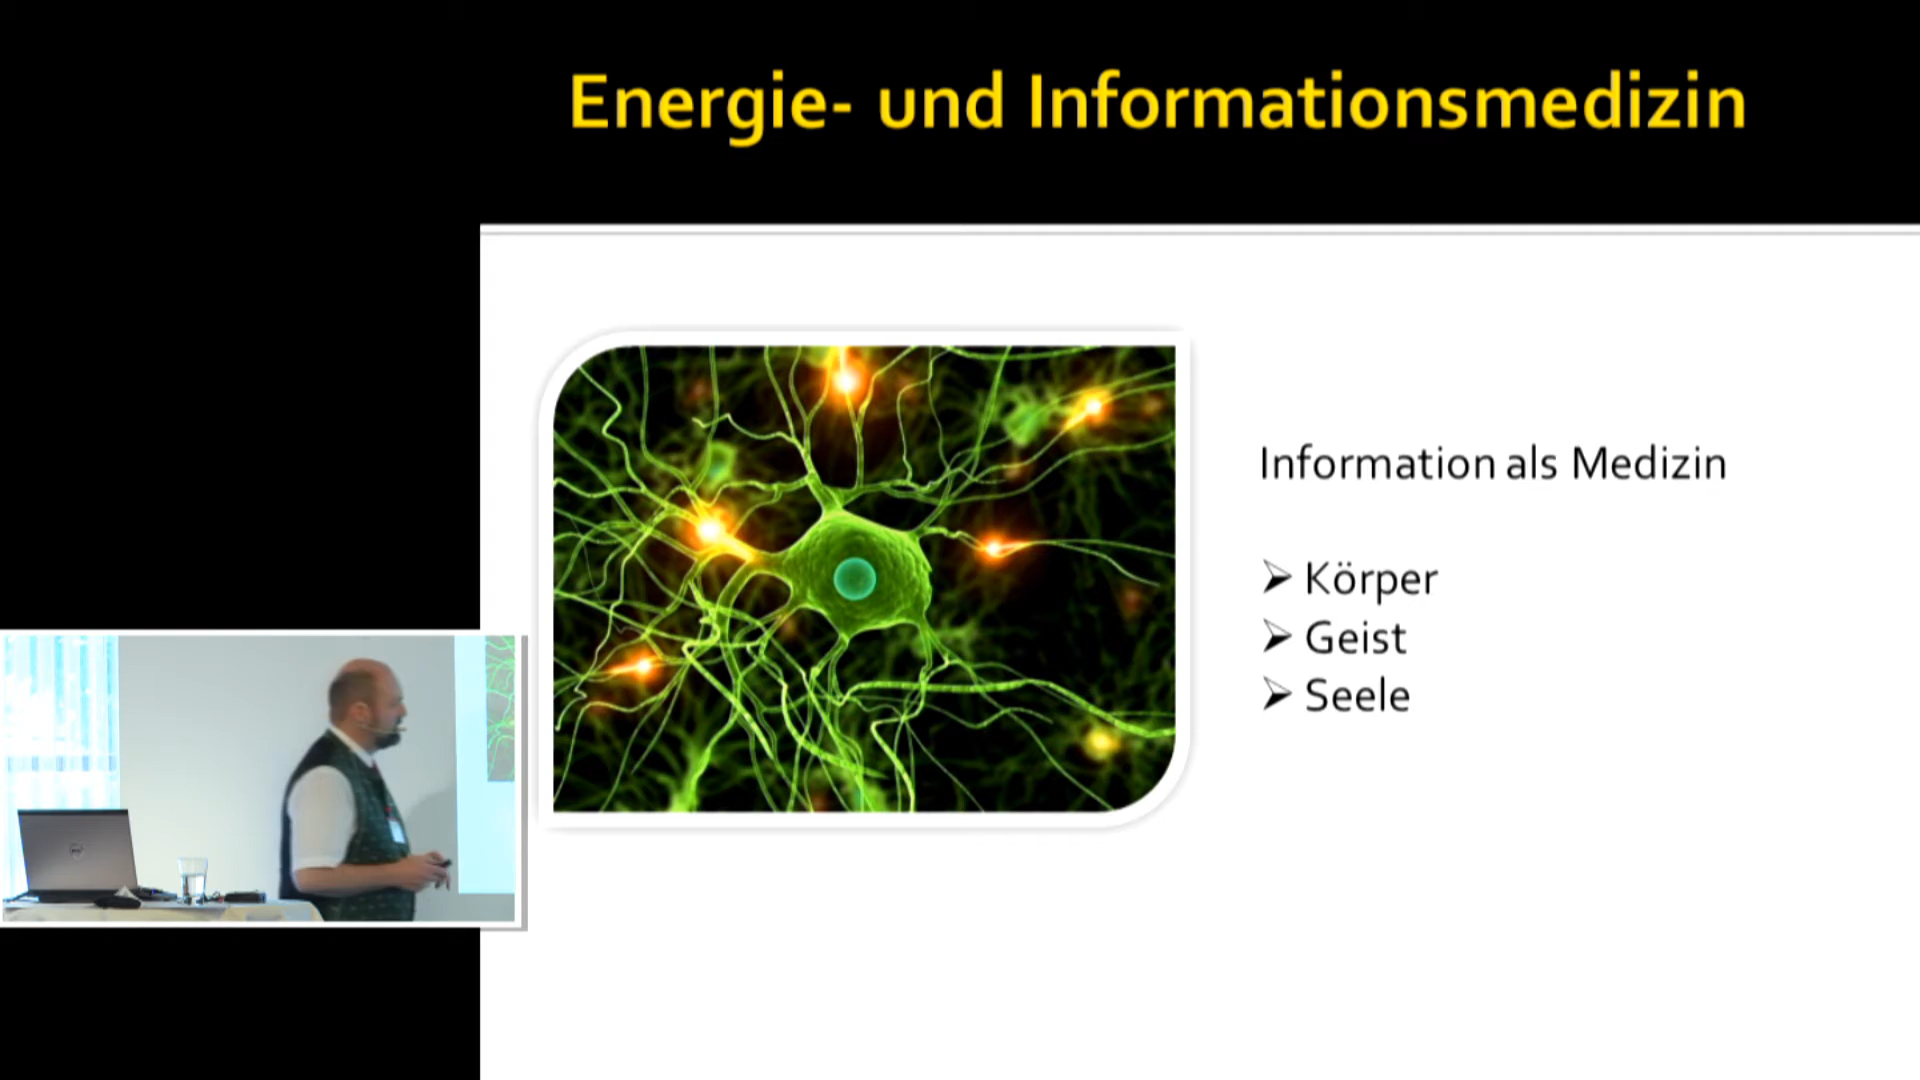 Energie- und Informationsmedizin
Information als Medizin
➢ Körper
➢ Geist
➢ Seele